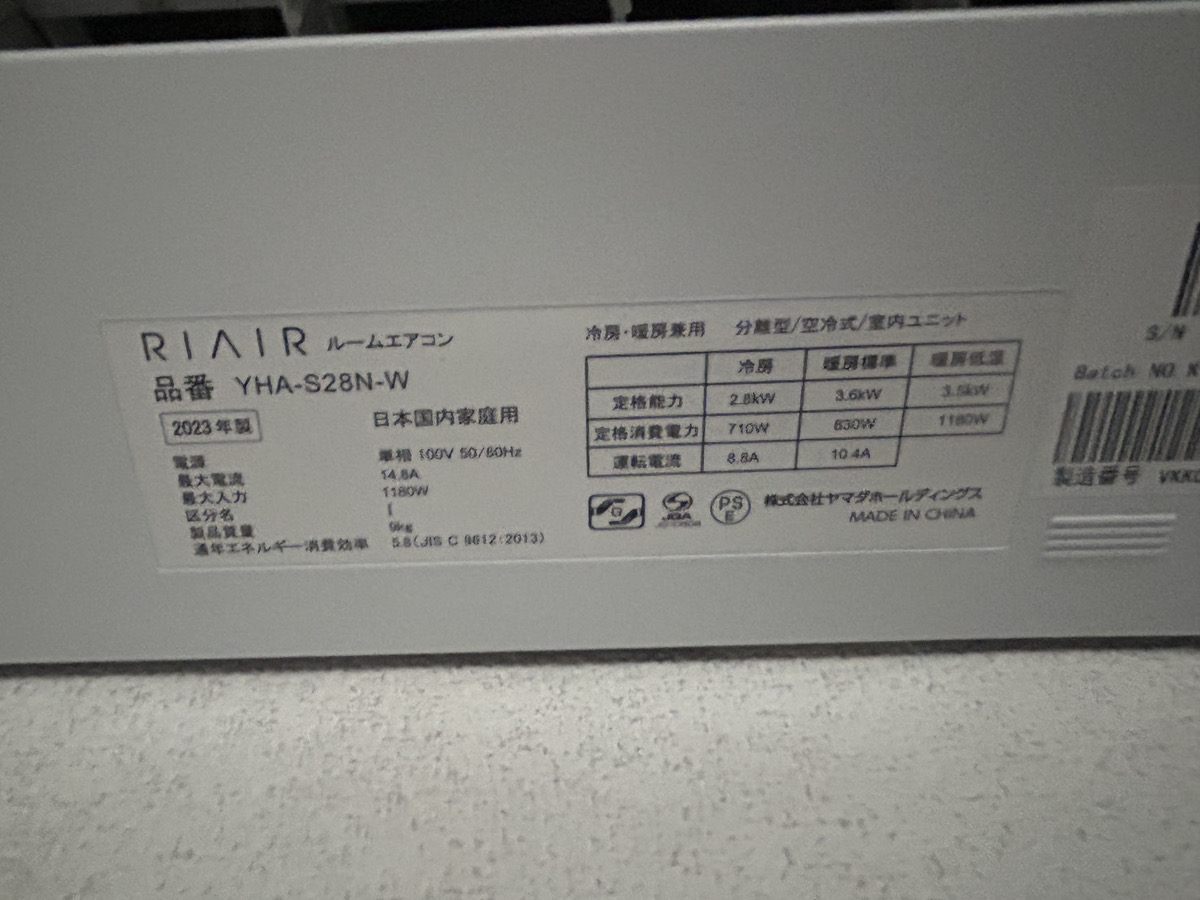 RIAIR ルームエアコン
品番 YHA-S28N-W
2023年製 日本国内家庭用
電源 単相 100V 50/60Hz
最大電流 14.8A
最大入力 1180W
区分名 I
製品質量 9kg
通年エネルギー消費効率 5.8(JIS C 9612:2013)
冷房・暖房兼用 分離型/空冷式/室内ユニット
冷房 暖房標準 暖房低温
定格能力 2.8kW 3.6kW 3.5kW
定格消費電力 710W 830W 1180W
運転電流 8.8A 10.4A
G JQA PS E
株式会社ヤマダホールディングス
MADE IN CHINA
S/N
Batch NO
製造番号